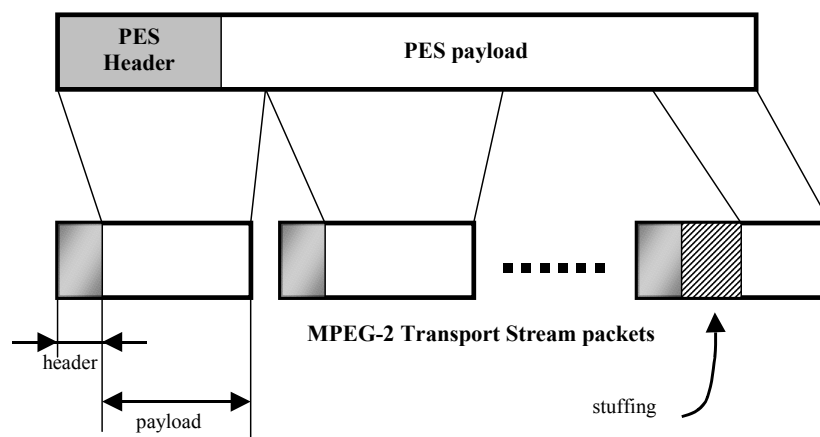 PES
Header
PES payload
MPEG-2 Transport Stream packets
header
payload
stuffing